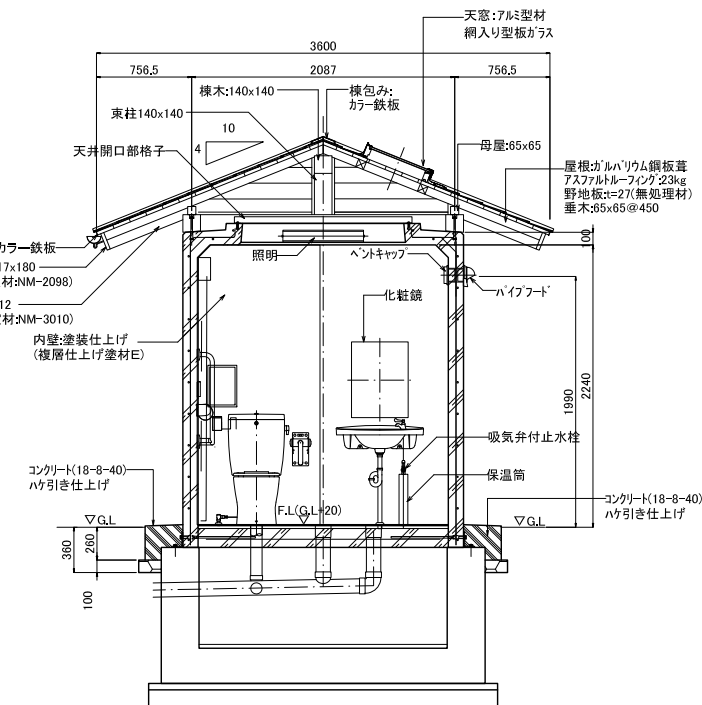 天窓:アルミ型材
網入り型板ガラス
3600
756.5
2087
756.5
棟木:140x140
棟包み:
カラー鉄板
束柱140x140
10
4
天井開口部格子
母屋:65x65
屋根:ガルバリウム鋼板葺
アスファルトルーフィング:23kg
野地板:t=27(無処理材)
垂木:65x65@450
カラー鉄板
17x180
材:NM-2098)
12
材:NM-3010)
照明
ベントキャップ
100
パイプフード
化粧鏡
内壁:塗装仕上げ
(複層仕上げ塗材E)
1990
2240
吸気弁付止水栓
保温筒
コンクリート(18-8-40)
ハケ引き仕上げ
コンクリート(18-8-40)
ハケ引き仕上げ
F.L(G.L+20)
▽G.L
▽G.L
360
260
100